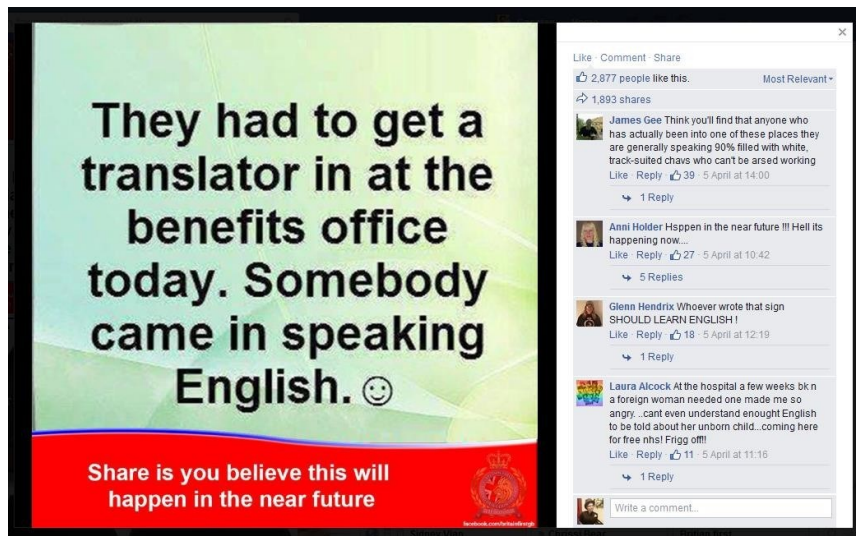 They had to get a
translator in at the
benefits office
today. Somebody
came in speaking
English.☺
Share is you believe this will
happen in the near future
Like · Comment · Share
2,877 people like this.
Most Relevant
1,893 shares
James Gee Think you'll find that anyone who
has actually been into one of these places they
are generally speaking 90% filled with white,
track-suited chavs who can't be arsed working
Like · Reply · 39 · 5 April at 14:00
1 Reply
Anni Holder Hsppen in the near future !!! Hell its
happening now....
Like · Reply · 27 · 5 April at 10:42
5 Replies
Glenn Hendrix Whoever wrote that sign
SHOULD LEARN ENGLISH !
Like · Reply · 18 · 5 April at 12:19
1 Reply
Laura Alcock At the hospital a few weeks bk n
a foreign woman needed one made me so
angry. ..cant even understand enought English
to be told about her unborn child...coming here
for free nhs! Frigg off!!
Like · Reply · 11 · 5 April at 11:16
1 Reply
Write a comment...